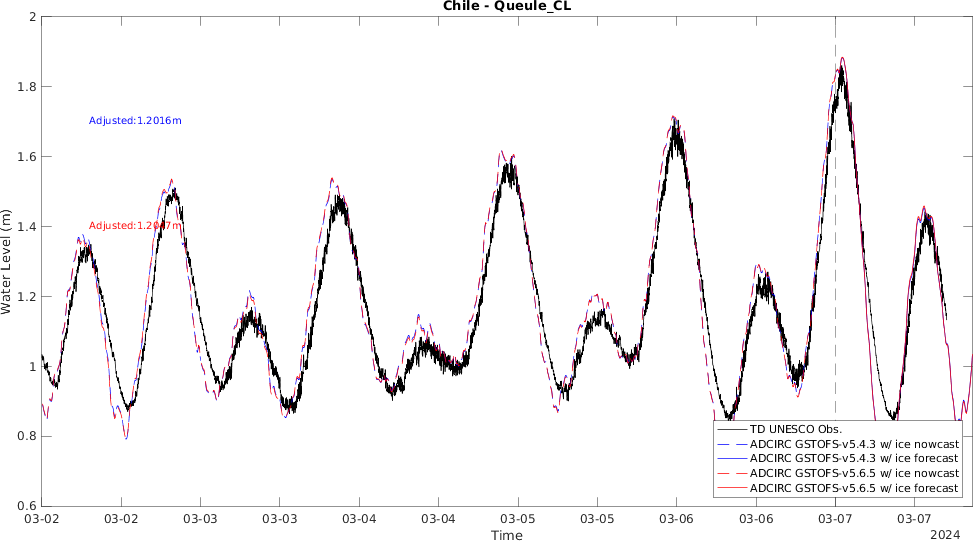 Chile - Queule_CL
2
1.8
1.6
1.4
1.2
1
0.8
0.6
Water Level (m)
Adjusted:1.2016m
03-02
03-02
03-03
03-03
03-04
03-04
03-05
03-05
03-06
03-06
03-07
03-07
Time
2024
TD UNESCO Obs.
ADCIRC GSTOFS-v5.4.3 w/ ice nowcast
ADCIRC GSTOFS-v5.4.3 w/ ice forecast
ADCIRC GSTOFS-v5.6.5 w/ ice nowcast
ADCIRC GSTOFS-v5.6.5 w/ ice forecast